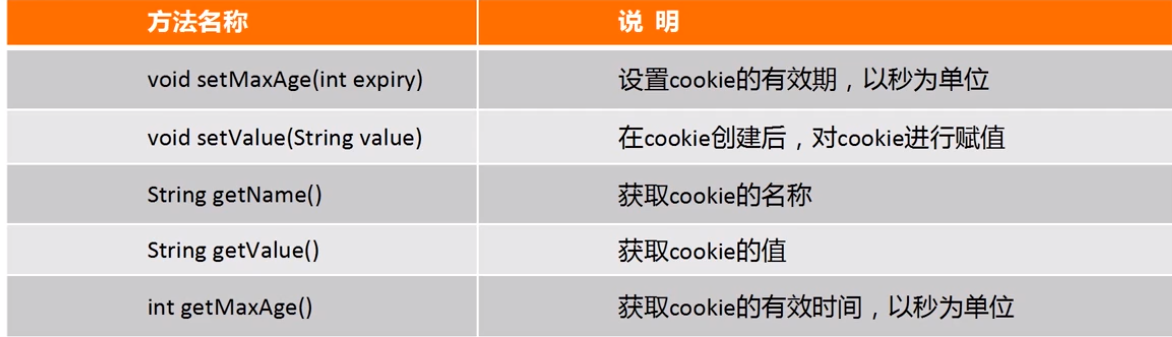 方法名称 说 明
void setMaxAge(int expiry) 设置cookie的有效期，以秒为单位
void setValue(String value) 在cookie创建后，对cookie进行赋值
String getName() 获取cookie的名称
String getValue() 获取cookie的值
int getMaxAge() 获取cookie的有效时间，以秒为单位